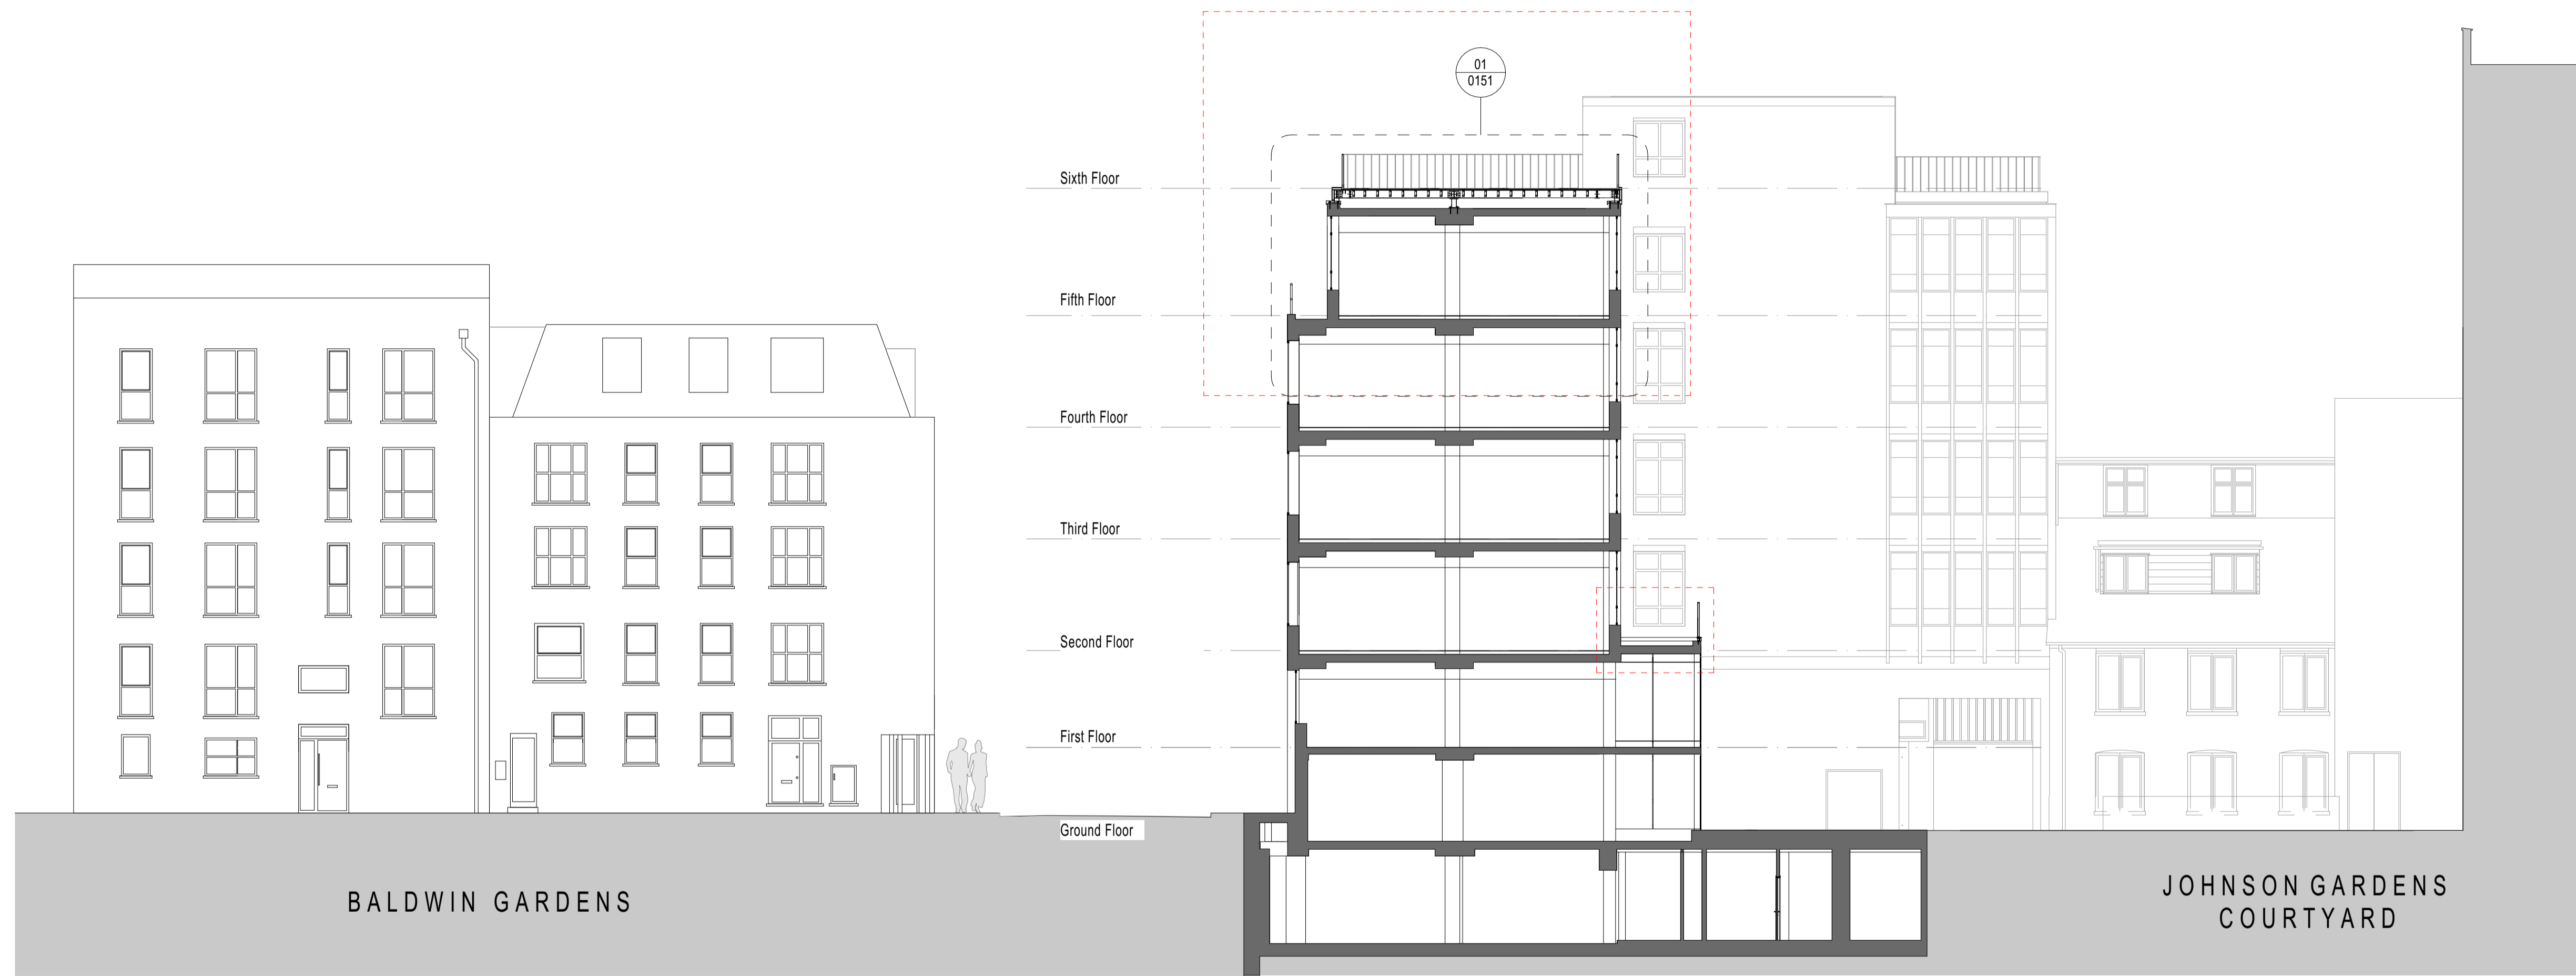 01
0151
Sixth Floor
Fifth Floor
Fourth Floor
Third Floor
Second Floor
First Floor
Ground Floor
BALDWIN GARDENS
JOHNSON GARDENS
COURTYARD